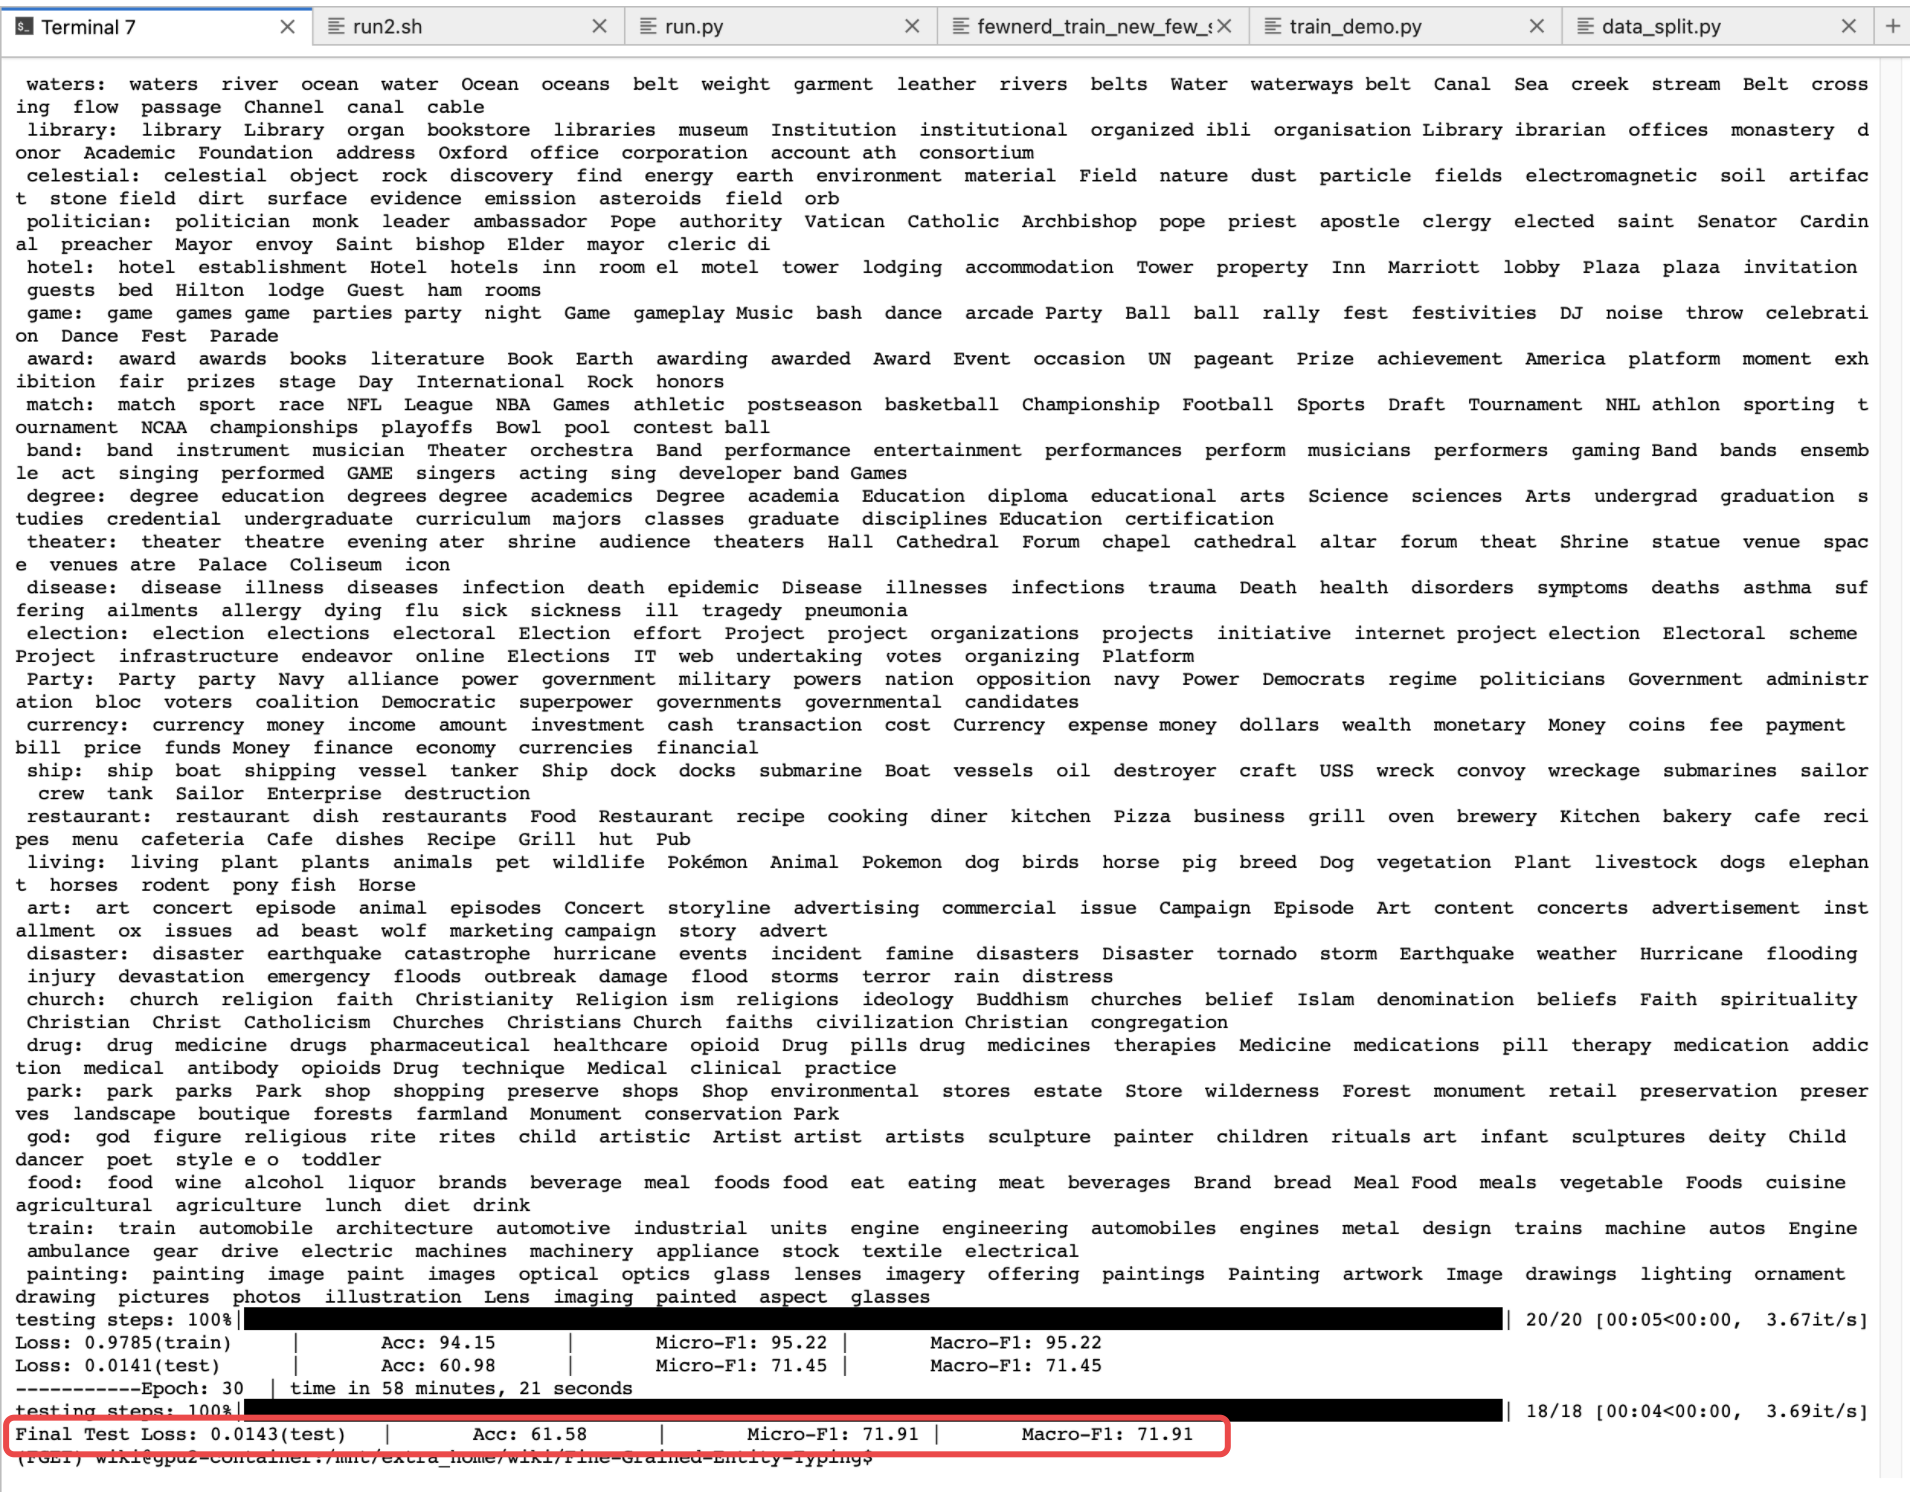 Terminal 7
run2.sh
run.py
fewnerd_train_new_few_s
train_demo.py
data_split.py
waters: waters river ocean water Ocean oceans belt weight garment leather rivers belts Water waterways belt Canal Sea creek stream Belt cross
ing flow passage Channel canal cable
library: library Library organ bookstore libraries museum Institution institutional organized ibli organisation Library ibrarian offices monastery d
onor Academic Foundation address Oxford office corporation account ath consortium
celestial: celestial object rock discovery find energy earth environment material Field nature dust particle fields electromagnetic soil artifac
t stone field dirt surface evidence emission asteroids field orb
politician: politician monk leader ambassador Pope authority Vatican Catholic Archbishop pope priest apostle clergy elected saint Senator Cardin
al preacher Mayor envoy Saint bishop Elder mayor cleric di
hotel: hotel establishment Hotel hotels inn room el motel tower lodging accommodation Tower property Inn Marriott lobby Plaza plaza invitation
guests bed Hilton lodge Guest ham rooms
game: game games game parties party night Game gameplay Music bash dance arcade Party Ball ball rally fest festivities DJ noise throw celebrati
on Dance Fest Parade
award: award awards books literature Book Earth awarding awarded Award Event occasion UN pageant Prize achievement America platform moment exh
ibition fair prizes stage Day International Rock honors
match: match sport race NFL League NBA Games athletic postseason basketball Championship Football Sports Draft Tournament NHL athlon sporting t
ournament NCAA championships playoffs Bowl pool contest ball
band: band instrument musician Theater orchestra Band performance entertainment performances perform musicians performers gaming Band bands ensemb
le act singing performed GAME singers acting sing developer band Games
degree: degree education degrees degree academics Degree academia Education diploma educational arts Science sciences Arts undergrad graduation s
tudies credential undergraduate curriculum majors classes graduate disciplines Education certification
theater: theater theatre evening ater shrine audience theaters Hall Cathedral Forum chapel cathedral altar forum theat Shrine statue venue spac
e venues atre Palace Coliseum icon
disease: disease illness diseases infection death epidemic Disease illnesses infections trauma Death health disorders symptoms deaths asthma suf
fering ailments allergy dying flu sick sickness ill tragedy pneumonia
election: election elections electoral Election effort Project project organizations projects initiative internet project election Electoral scheme
Project infrastructure endeavor online Elections IT web undertaking votes organizing Platform
Party: Party party Navy alliance power government military powers nation opposition navy Power Democrats regime politicians Government administr
ation bloc voters coalition Democratic superpower governments governmental candidates
currency: currency money income amount investment cash transaction cost Currency expense money dollars wealth monetary Money coins fee payment
bill price funds Money finance economy currencies financial
ship: ship boat shipping vessel tanker Ship dock docks submarine Boat vessels oil destroyer craft USS wreck convoy wreckage submarines sailor
crew tank Sailor Enterprise destruction
restaurant: restaurant dish restaurants Food Restaurant recipe cooking diner kitchen Pizza business grill oven brewery Kitchen bakery cafe reci
pes menu cafeteria Cafe dishes Recipe Grill hut Pub
living: living plant plants animals pet wildlife Pokémon Animal Pokemon dog birds horse pig breed Dog vegetation Plant livestock dogs elephan
t horses rodent pony fish Horse
art: art concert episode animal episodes Concert storyline advertising commercial issue Campaign Episode Art content concerts advertisement inst
allment ox issues ad beast wolf marketing campaign story advert
disaster: disaster earthquake catastrophe hurricane events incident famine disasters Disaster tornado storm Earthquake weather Hurricane flooding
injury devastation emergency floods outbreak damage flood storms terror rain distress
church: church religion faith Christianity Religion ism religions ideology Buddhism churches belief Islam denomination beliefs Faith spirituality
Christian Christ Catholicism Churches Christians Church faiths civilization Christian congregation
drug: drug medicine drugs pharmaceutical healthcare opioid Drug pills drug medicines therapies Medicine medications pill therapy medication addic
tion medical antibody opioids Drug technique Medical clinical practice
park: park parks Park shop shopping preserve shops Shop environmental stores estate Store wilderness Forest monument retail preservation preser
ves landscape boutique forests farmland Monument conservation Park
god: god figure religious rite rites child artistic Artist artist artists sculpture painter children rituals art infant sculptures deity Child
dancer poet style e o toddler
food: food wine alcohol liquor brands beverage meal foods food eat eating meat beverages Brand bread Meal Food meals vegetable Foods cuisine
agricultural agriculture lunch diet drink
train: train automobile architecture automotive industrial units engine engineering automobiles engines metal design trains machine autos Engine
ambulance gear drive electric machines machinery appliance stock textile electrical
painting: painting image paint images optical optics glass lenses imagery offering paintings Painting artwork Image drawings lighting ornament
drawing pictures photos illustration Lens imaging painted aspect glasses
testing steps: 100%| | 20/20 [00:05<00:00, 3.67it/s]
Loss: 0.9785(train) | Acc: 94.15 | Micro-F1: 95.22 | Macro-F1: 95.22
Loss: 0.0141(test) | Acc: 60.98 | Micro-F1: 71.45 | Macro-F1: 71.45
-----------Epoch: 30 | time in 58 minutes, 21 seconds
testing steps: 100%| | 18/18 [00:04<00:00, 3.69it/s]
Final Test Loss: 0.0143(test) | Acc: 61.58 | Micro-F1: 71.91 | Macro-F1: 71.91
(FGET) wiki@gpu2-container:/mnt/extra_home/wiki/Fine-Grained-Entity-Typing$